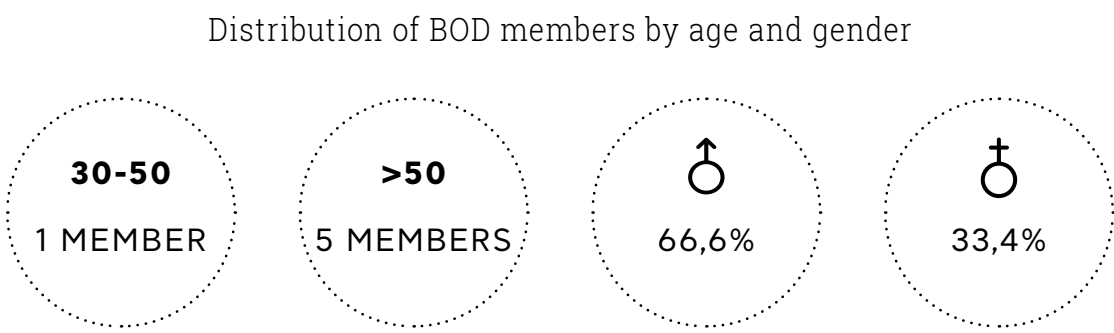 Distribution of BOD members by age and gender
30-50
1 MEMBER
>50
5 MEMBERS
66,6%
33,4%